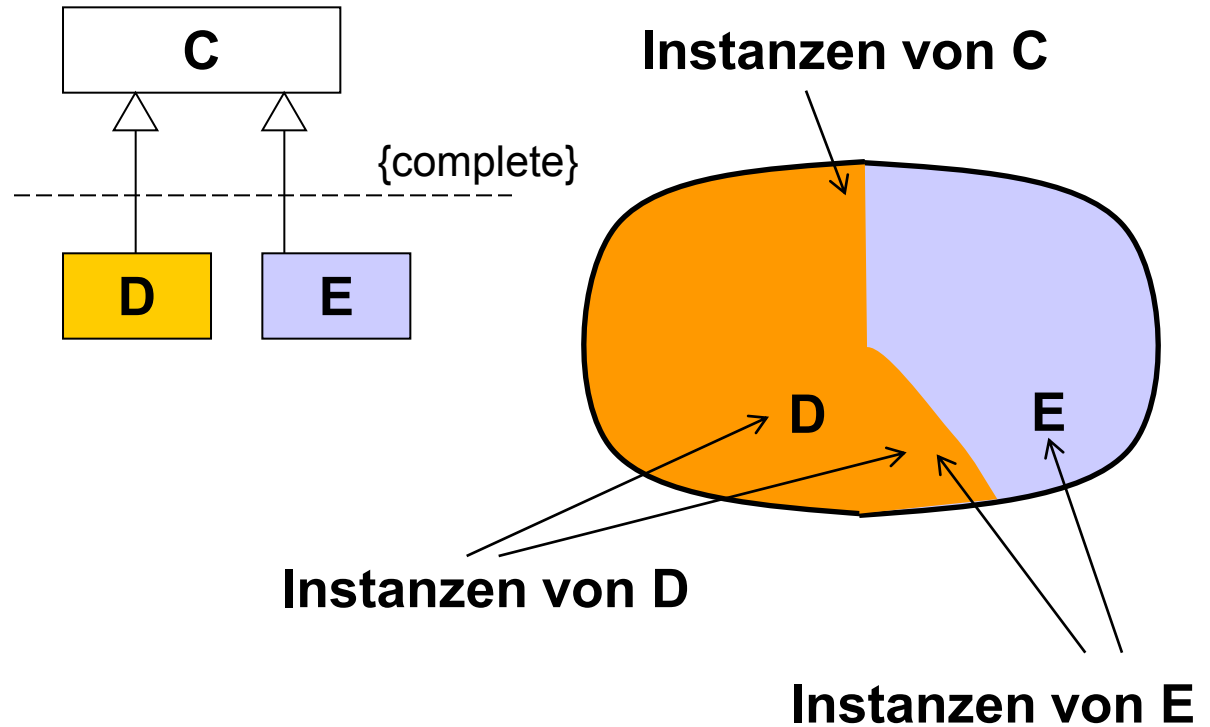 C
Instanzen von C
{complete}
D
E
D
E
Instanzen von D
Instanzen von E